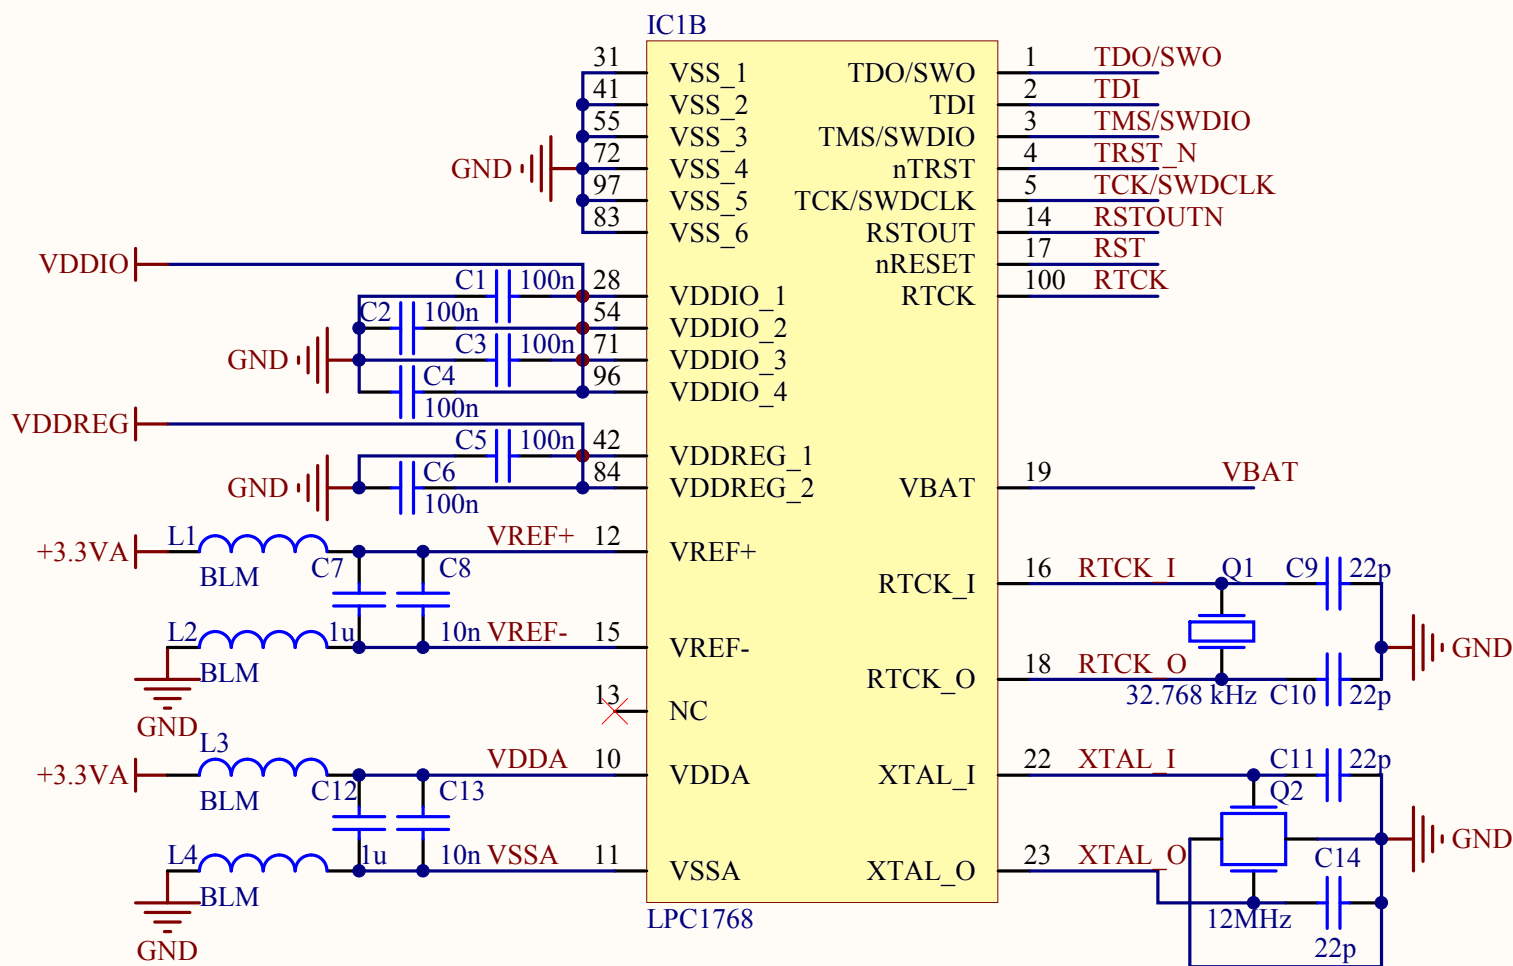 IC1B
31 VSS_1 TDO/SWO 1 TDO/SWO
41 VSS_2 TDI 2 TDI
55 VSS_3 TMS/SWDIO 3 TMS/SWDIO
GND 72 VSS_4 nTRST 4 TRST_N
97 VSS_5 TCK/SWDCLK 5 TCK/SWDCLK
83 VSS_6 RSTOUT 14 RSTOUTN
VDDIO nRESET 17 RST
C1 100n 28 VDDIO_1 RTCK 100 RTCK
C2 100n 54 VDDIO_2
GND C3 100n 71 VDDIO_3
C4 96 VDDIO_4
100n
VDDREG
C5 100n 42 VDDREG_1
GND C6 84 VDDREG_2 VBAT 19 VBAT
100n
+3.3VA L1 VREF+ 12 VREF+
BLM C7 C8 RTCK_I 16 RTCK_I Q1 C9 22p
L2 1u 10n VREF- 15 VREF- GND
BLM RTCK_O 18 RTCK_O
32.768 kHz C10 22p
GND 13 NC
L3
+3.3VA VDDA 10 VDDA XTAL_I 22 XTAL_I C11 22p
BLM C12 C13 Q2
GND
L4 1u 10n VSSA 11 VSSA XTAL_O 23 XTAL_O C14
BLM
LPC1768 12MHz
GND 22p